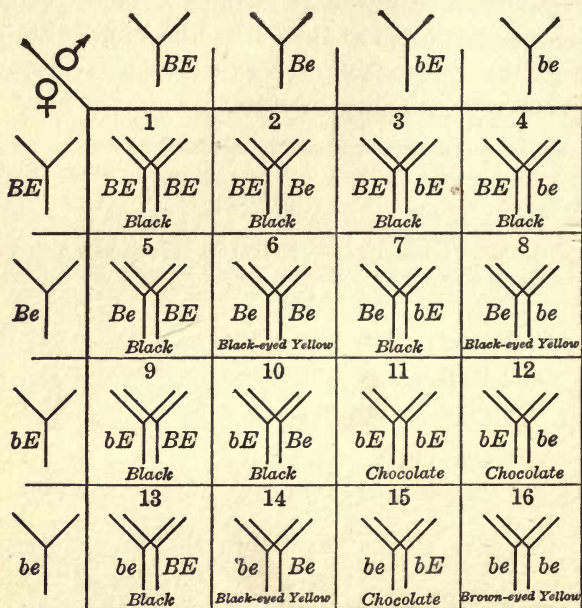 ♂ BE Be bE be
♀
1 2 3 4
BE BE BE BE Be BE bE BE be
Black Black Black Black
5 6 7 8
Be Be BE Be Be Be bE Be be
Black Black-eyed Yellow Black Black-eyed Yellow
9 10 11 12
bE bE BE bE Be bE bE bE be
Black Black Chocolate Chocolate
13 14 15 16
be be BE be Be be bE be be
Black Black-eyed Yellow Chocolate Brown-eyed Yellow